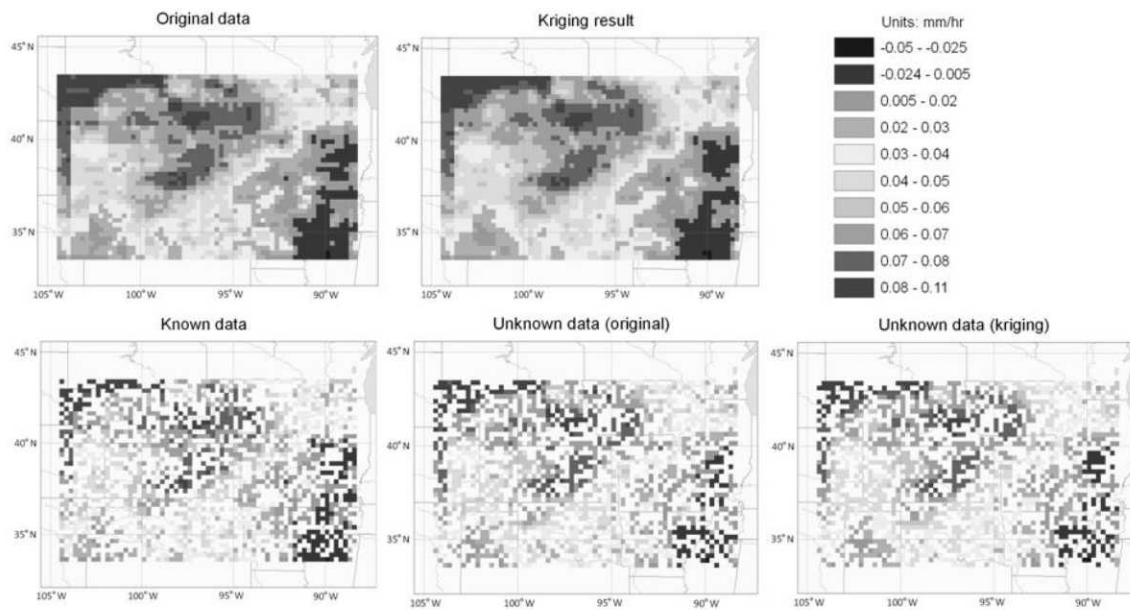 Original data
Kriging result
Units: mm/hr
45°N
40°N
35°N
105°W 100°W 95°W 90°W
45°N
40°N
35°N
105°W 100°W 95°W 90°W
-0.05 - -0.025
-0.024 - 0.005
0.005 - 0.02
0.02 - 0.03
0.03 - 0.04
0.04 - 0.05
0.05 - 0.06
0.06 - 0.07
0.07 - 0.08
0.08 - 0.11
Known data
Unknown data (original)
Unknown data (kriging)
45°N
40°N
35°N
105°W 100°W 95°W 90°W
45°N
40°N
35°N
105°W 100°W 95°W 90°W
45°N
40°N
35°N
105°W 100°W 95°W 90°W